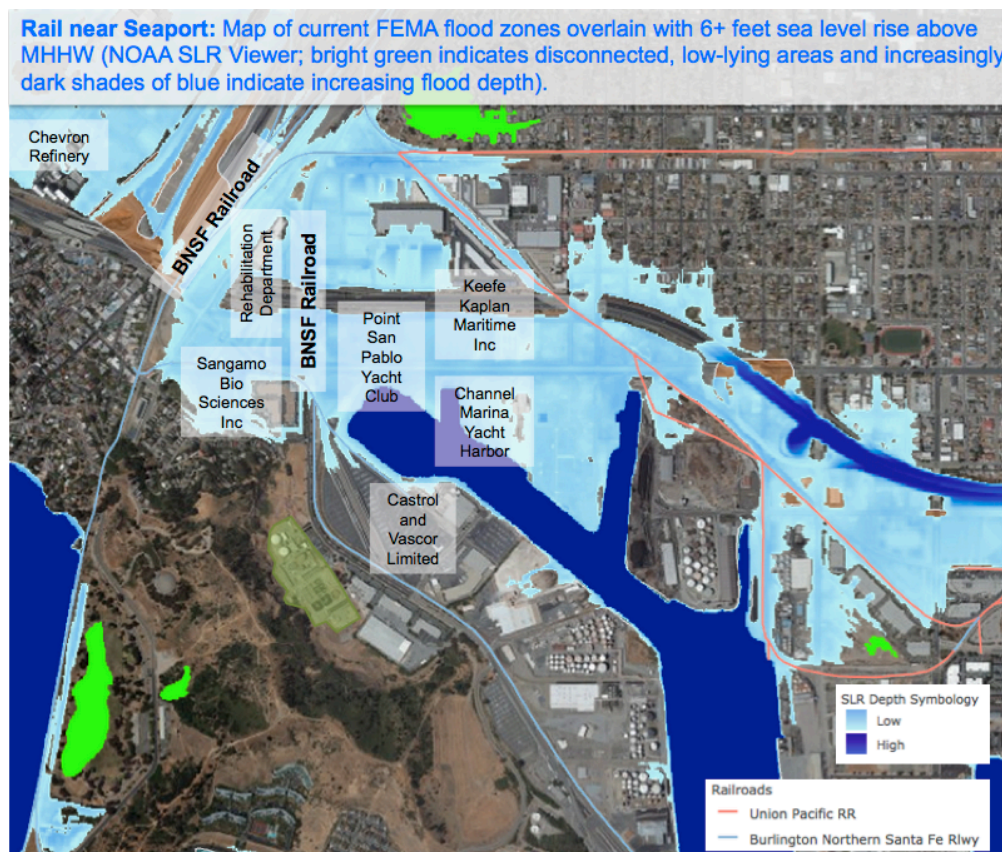 Rail near Seaport: Map of current FEMA flood zones overlain with 6+ feet sea level rise above
MHHW (NOAA SLR Viewer; bright green indicates disconnected, low-lying areas and increasingly
dark shades of blue indicate increasing flood depth).
Chevron
Refinery
BNSF Railroad
Rehabilitation
Department
BNSF Railroad
Keefe
Kaplan
Maritime
Inc
Point
San
Pablo
Yacht
Club
Sangamo
Bio
Sciences
Inc
Channel
Marina
Yacht
Harbor
Castrol
and
Vascor
Limited
SLR Depth Symbology
Low
High
Railroads
Union Pacific RR
Burlington Northern Santa Fe Rlwy